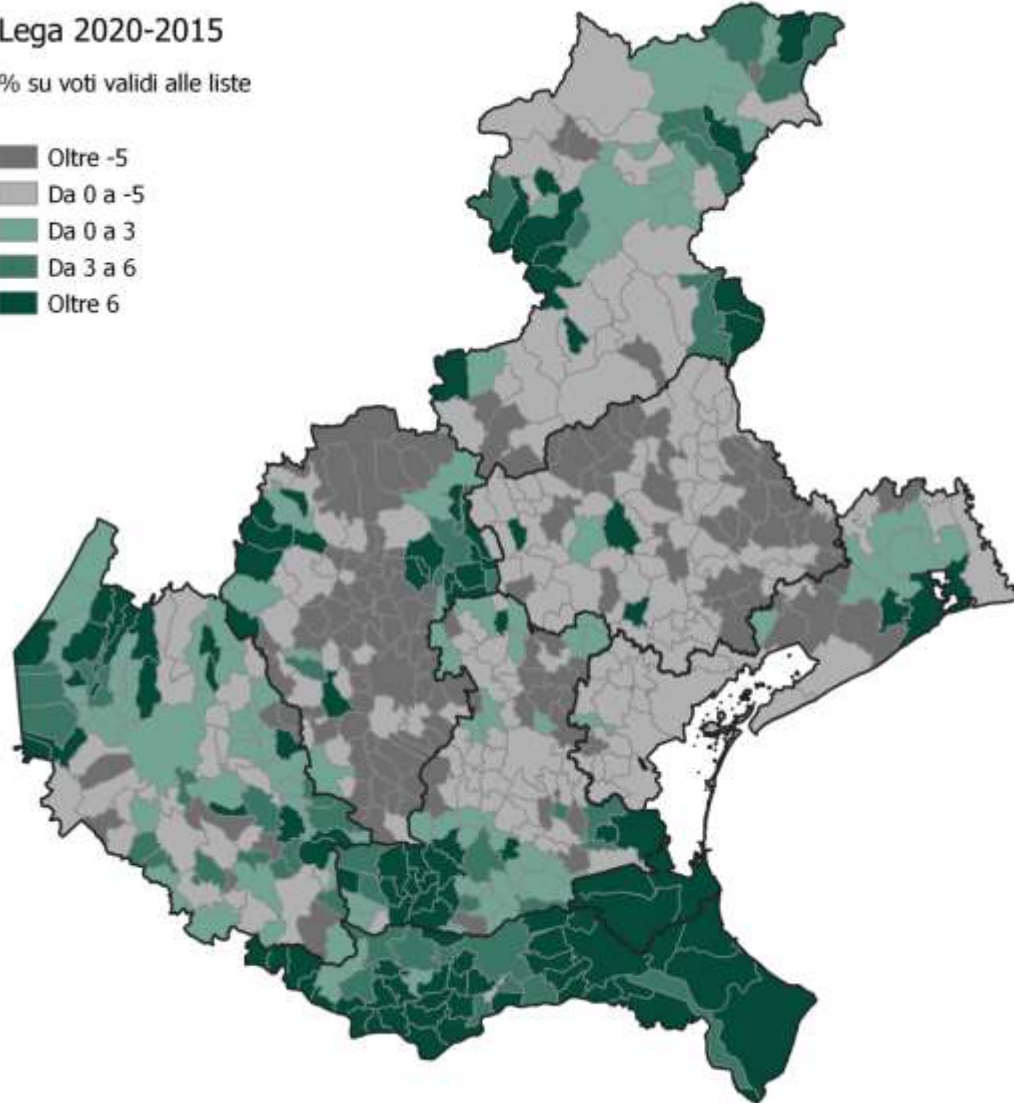 Lega 2020-2015
% su voti validi alle liste
Oltre -5
Da 0 a -5
Da 0 a 3
Da 3 a 6
Oltre 6